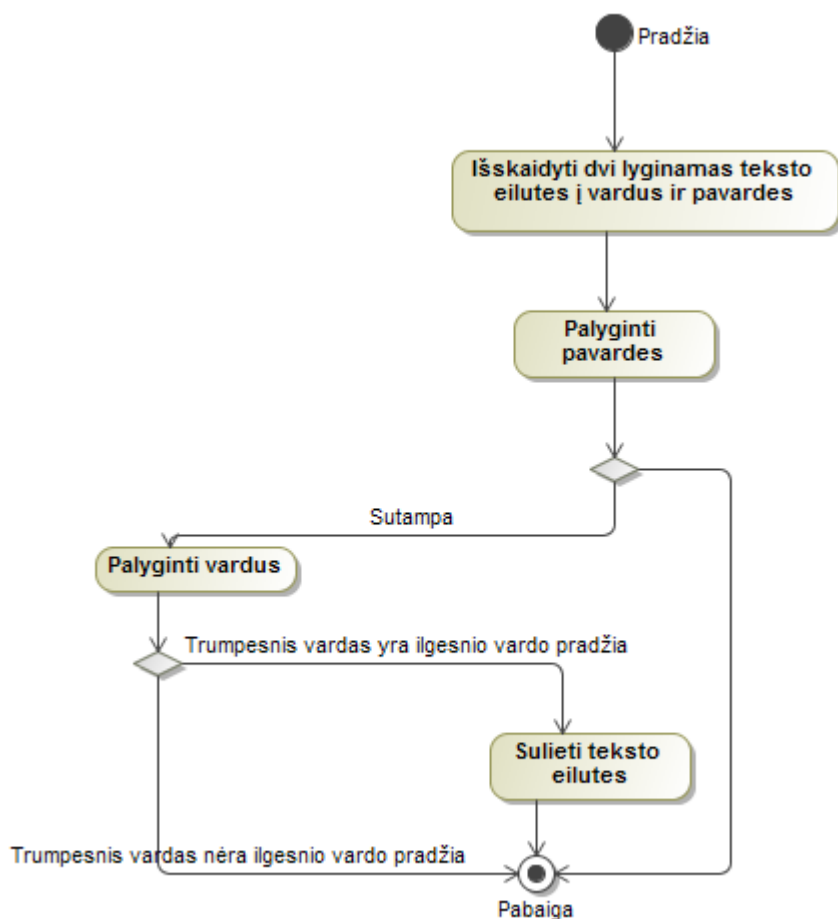 Pradžia
Išskaidyti dvi lyginamas teksto
eilutes į vardus ir pavardes
Palyginti
pavardes
Sutampa
Palyginti vardus
Trumpesnis vardas yra ilgesnio vardo pradžia
Sulieti teksto
eilutes
Trumpesnis vardas nėra ilgesnio vardo pradžia
Pabaiga